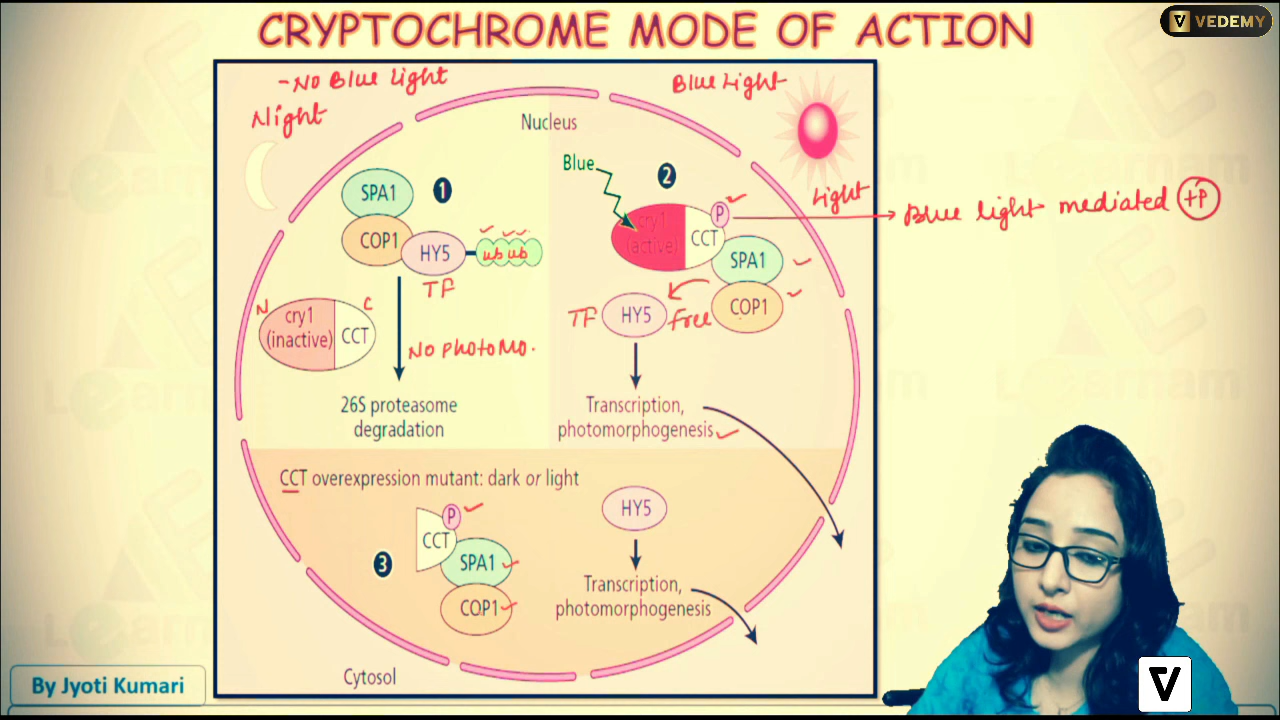 CRYPTOCHROME MODE OF ACTION
VEDEMY
-No Blue Light
Night
Blue Light
Nucleus
Blue
2
SPA1
1
Light
Blue light mediated +P
cry1
(active)
CCT
P
COP1
HY5
ub ub
TF
SPA1
COP1
N
C
cry1
(inactive)
CCT
TF
HY5
Free
No photomo.
26S proteasome
degradation
Transcription,
photomorphogenesis
CCT overexpression mutant: dark or light
P
CCT
3
SPA1
COP1
HY5
Transcription,
photomorphogenesis
Cytosol
By Jyoti Kumari